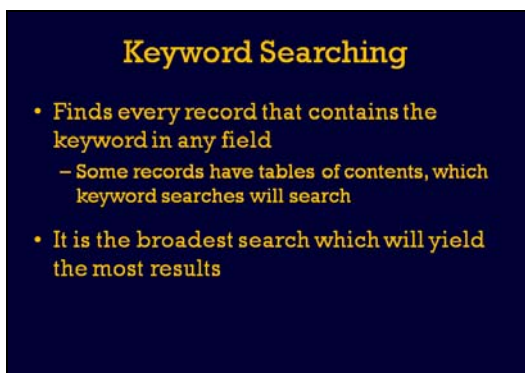 Keyword Searching
• Finds every record that contains the
keyword in any field
– Some records have tables of contents, which
keyword searches will search
• It is the broadest search which will yield
the most results